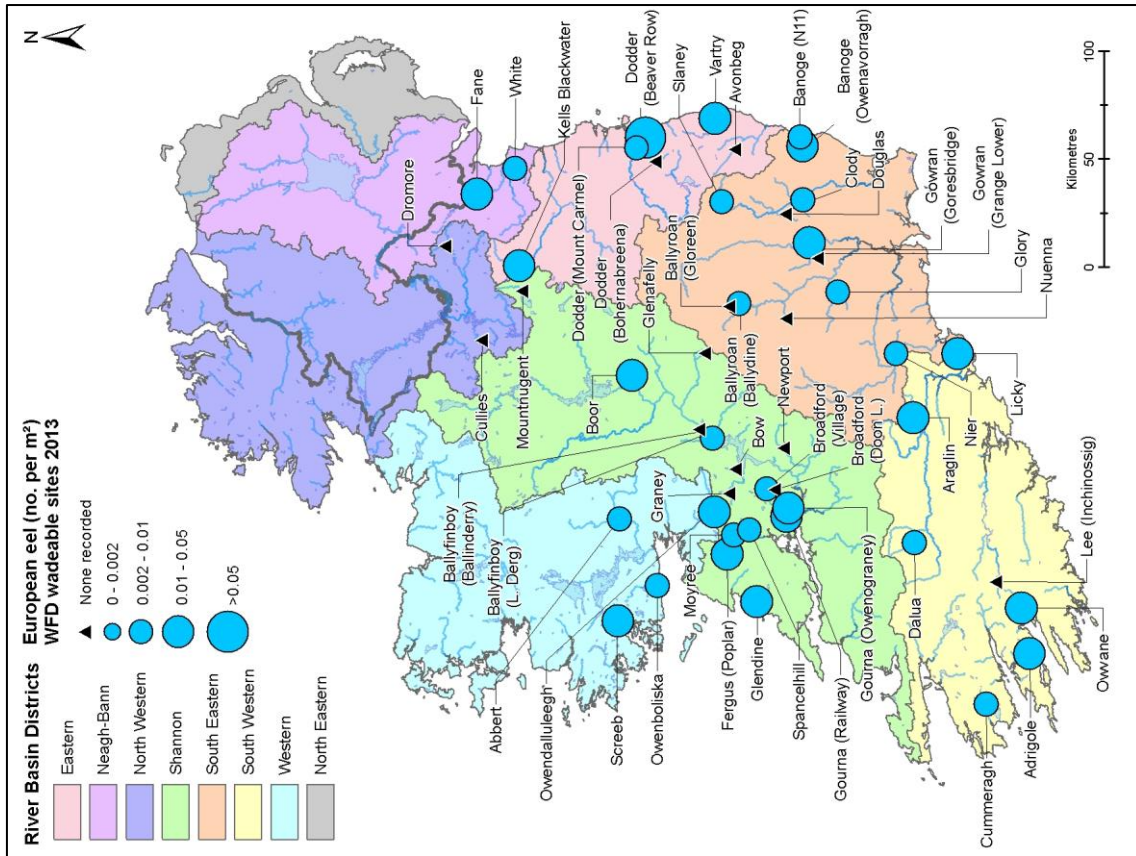 River Basin Districts
Eastern
Neagh-Bann
North Western
Shannon
South Eastern
South Western
Western
North Eastern
European eel (no. per m²)
WFD wadeable sites 2013
None recorded
0 - 0.002
0.002 - 0.01
0.01 - 0.05
>0.05
N
Dromore
Fane
White
Kells Blackwater
Cullies
Mountnugent
Dodder (Mount Carmel)
Dodder
(Bohernabreena)
Dodder
(Beaver Row)
Slaney
Vartry
Avonbeg
Boor
Glenafelly
Ballyroan
(Gloreen)
Ballyroan
(Ballydine)
Banoge (N11)
Banoge
(Owenavorragh)
Clody
Douglas
Gowran
(Goresbridge)
Gowran
(Grange Lower)
Glory
Nuenna
Abbert
Owendalluleegh
Screeb
Owenboliska
Ballyfinboy
(Ballinderry)
Ballyfinboy
(L. Derg)
Graney
Bow
Newport
Broadford
(Village)
Broadford
(Doon L.)
Moyree
Fergus (Poplar)
Glendine
Spancelhill
Gourna (Railway)
Gourna (Owenograney)
Dalua
Araglin
Nier
Licky
Lee (Inchinossig)
Cummeragh
Adrigole
Owvane
0
50
100
Kilometres